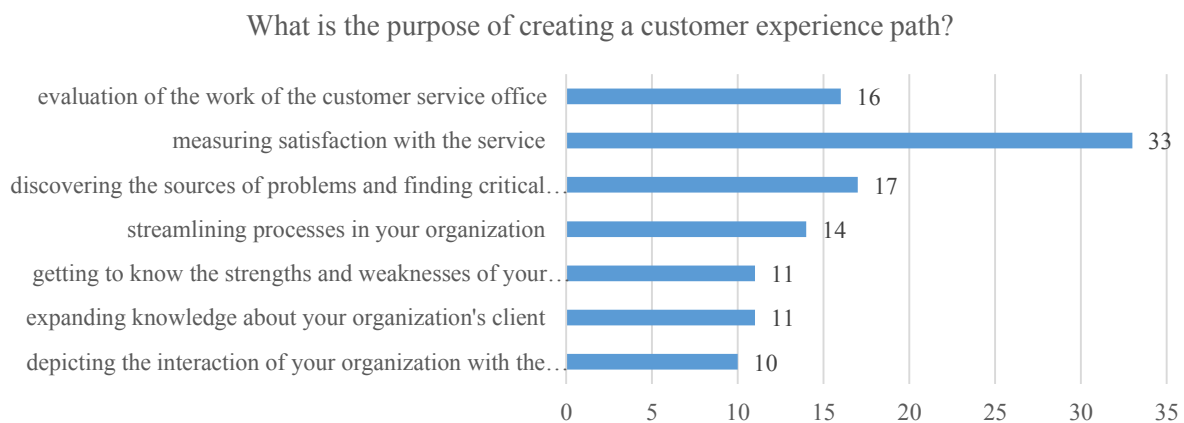 What is the purpose of creating a customer experience path?
evaluation of the work of the customer service office 16
measuring satisfaction with the service 33
discovering the sources of problems and finding critical… 17
streamlining processes in your organization 14
getting to know the strengths and weaknesses of your… 11
expanding knowledge about your organization's client 11
depicting the interaction of your organization with the… 10
0 5 10 15 20 25 30 35